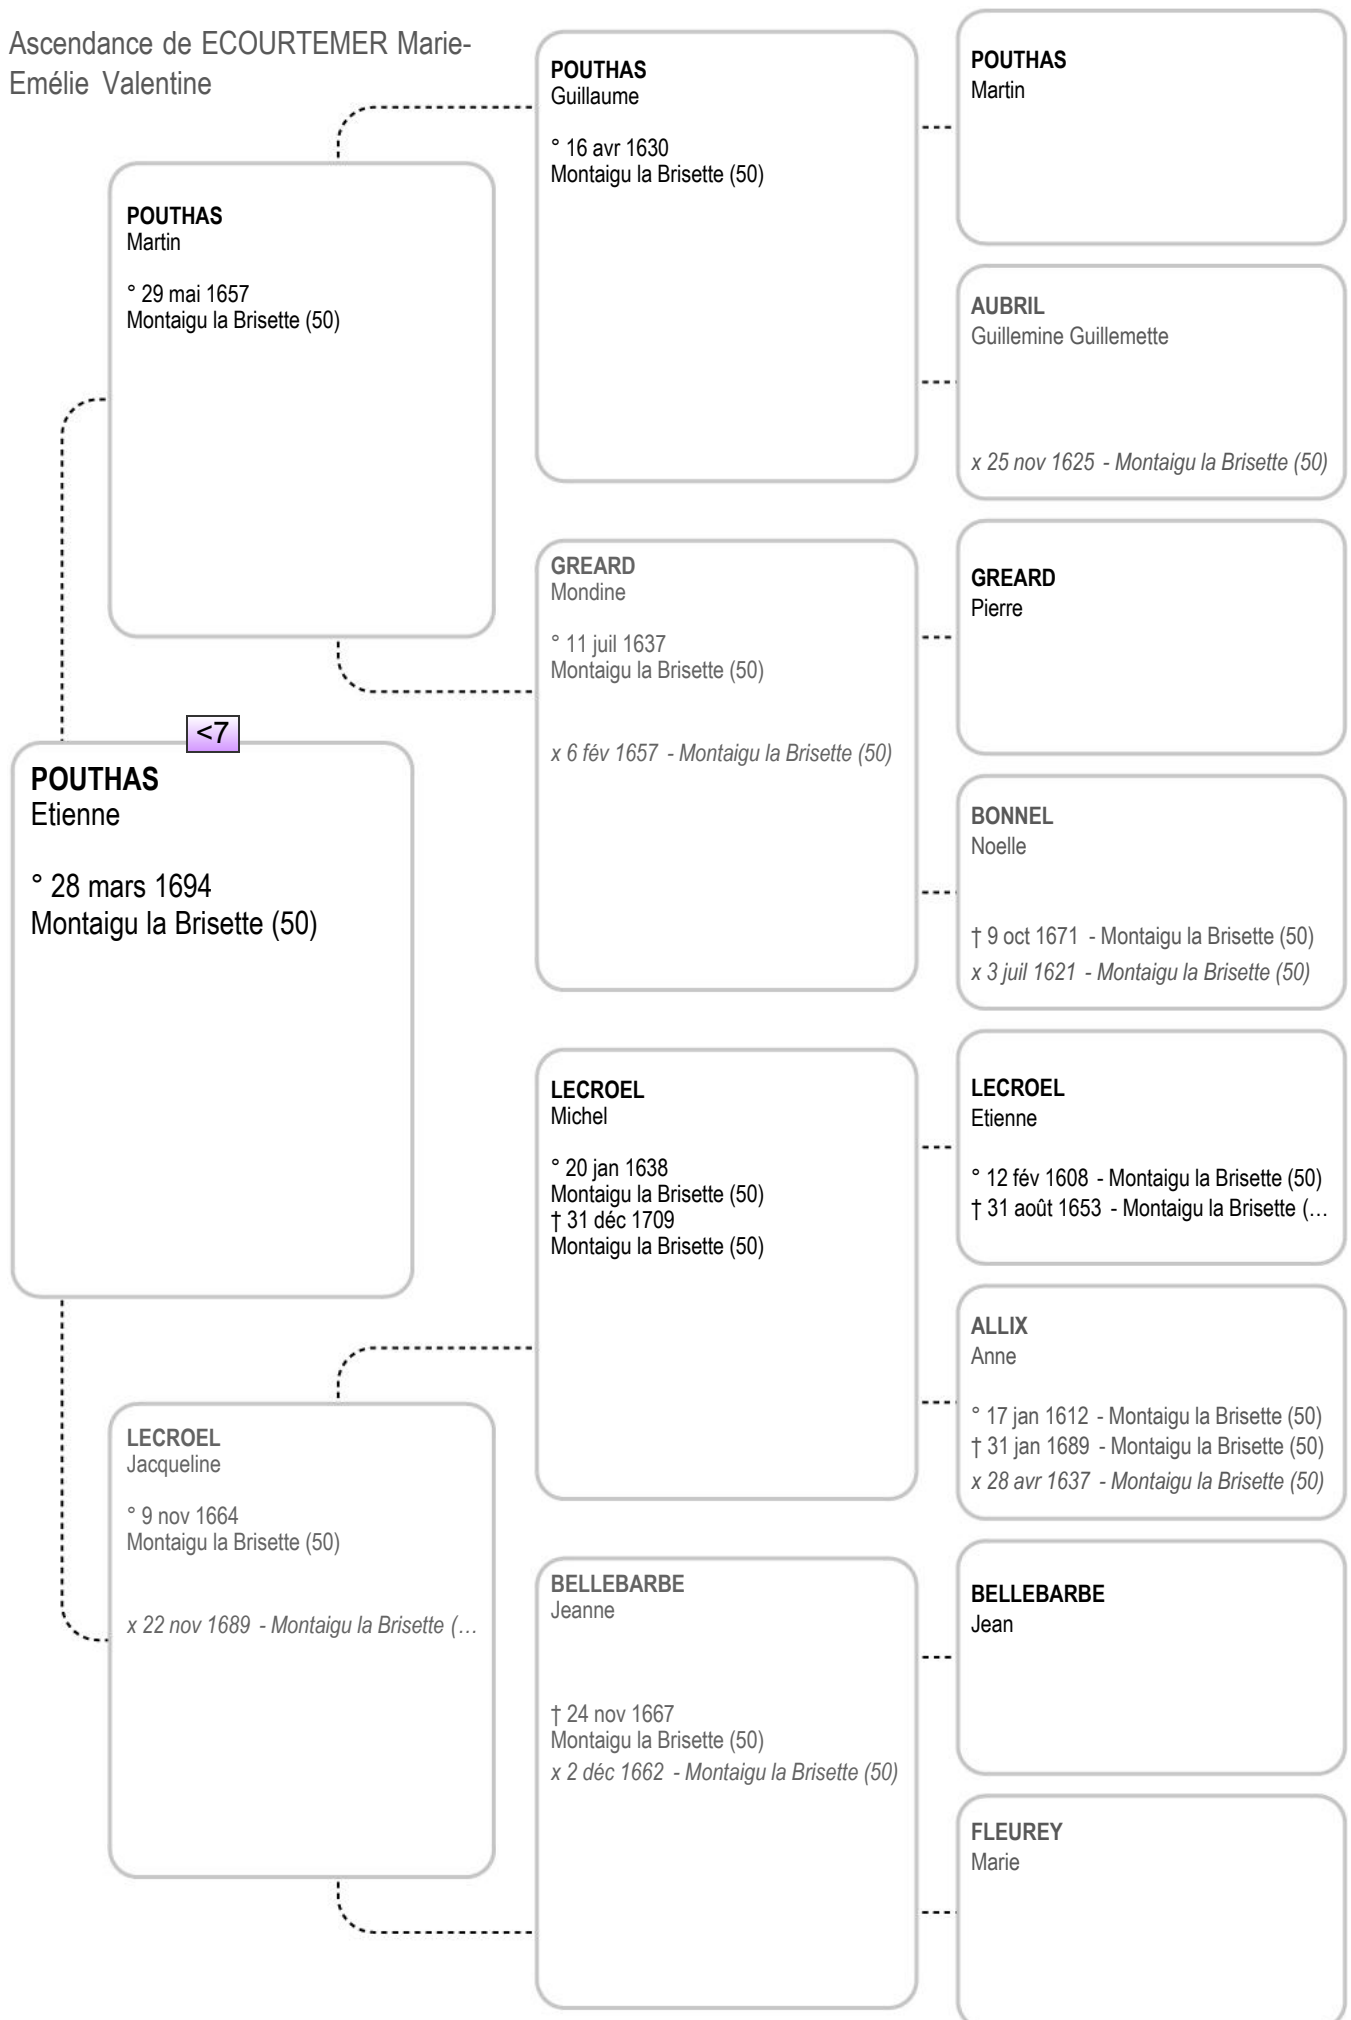 Ascendance de ECOURTEMER Marie-
Emélie Valentine
POUTHAS
Etienne
° 28 mars 1694
Montaigu la Brisette (50)
<7
POUTHAS
Martin
° 29 mai 1657
Montaigu la Brisette (50)
LECROEL
Jacqueline
° 9 nov 1664
Montaigu la Brisette (50)
x 22 nov 1689 - Montaigu la Brisette (…
POUTHAS
Guillaume
° 16 avr 1630
Montaigu la Brisette (50)
GREARD
Mondine
° 11 juil 1637
Montaigu la Brisette (50)
x 6 fév 1657 - Montaigu la Brisette (50)
LECROEL
Michel
° 20 jan 1638
Montaigu la Brisette (50)
† 31 déc 1709
Montaigu la Brisette (50)
BELLEBARBE
Jeanne
† 24 nov 1667
Montaigu la Brisette (50)
x 2 déc 1662 - Montaigu la Brisette (50)
POUTHAS
Martin
AUBRIL
Guillemine Guillemette
x 25 nov 1625 - Montaigu la Brisette (50)
GREARD
Pierre
BONNEL
Noelle
† 9 oct 1671 - Montaigu la Brisette (50)
x 3 juil 1621 - Montaigu la Brisette (50)
LECROEL
Etienne
° 12 fév 1608 - Montaigu la Brisette (50)
† 31 août 1653 - Montaigu la Brisette (…
ALLIX
Anne
° 17 jan 1612 - Montaigu la Brisette (50)
† 31 jan 1689 - Montaigu la Brisette (50)
x 28 avr 1637 - Montaigu la Brisette (50)
BELLEBARBE
Jean
FLEUREY
Marie